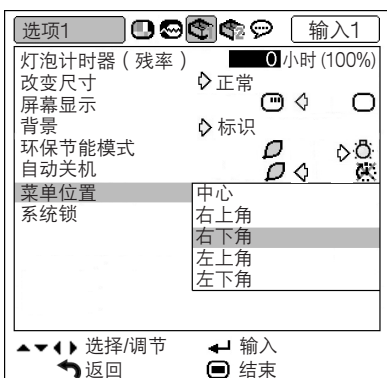 选项1 输入1
灯泡计时器（残率） 0 小时 (100%)
改变尺寸 正常
屏幕显示
背景 标识
环保节能模式
自动关机
菜单位置 中心
系统锁 右上角
右下角
左上角
左下角
选择/调节 输入
返回 结束